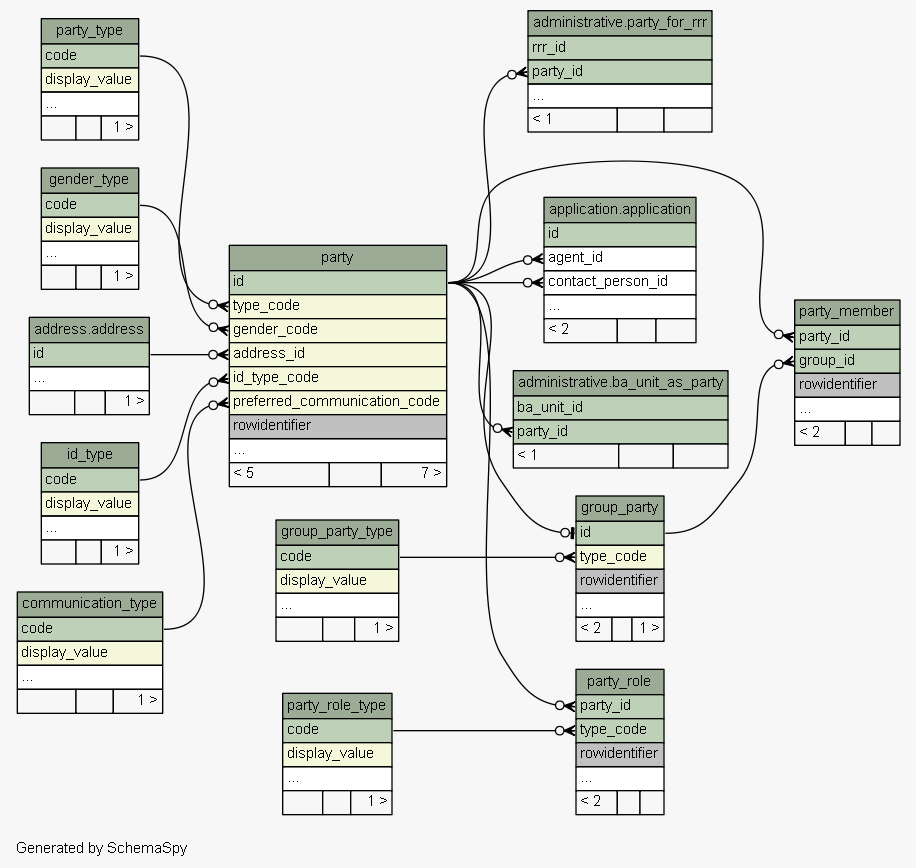 party_type
code
display_value
...
1 >
gender_type
code
display_value
...
1 >
address.address
id
...
1 >
id_type
code
display_value
...
1 >
communication_type
code
display_value
...
1 >
party
id
type_code
gender_code
address_id
id_type_code
preferred_communication_code
rowidentifier
...
< 5 7 >
group_party_type
code
display_value
...
1 >
party_role_type
code
display_value
...
1 >
administrative.party_for_rrr
rrr_id
party_id
...
< 1
application.application
id
agent_id
contact_person_id
...
< 2
administrative.ba_unit_as_party
ba_unit_id
party_id
< 1
group_party
id
type_code
rowidentifier
...
< 2 1 >
party_role
party_id
type_code
rowidentifier
...
< 2
party_member
party_id
group_id
rowidentifier
...
< 2
Generated by SchemaSpy